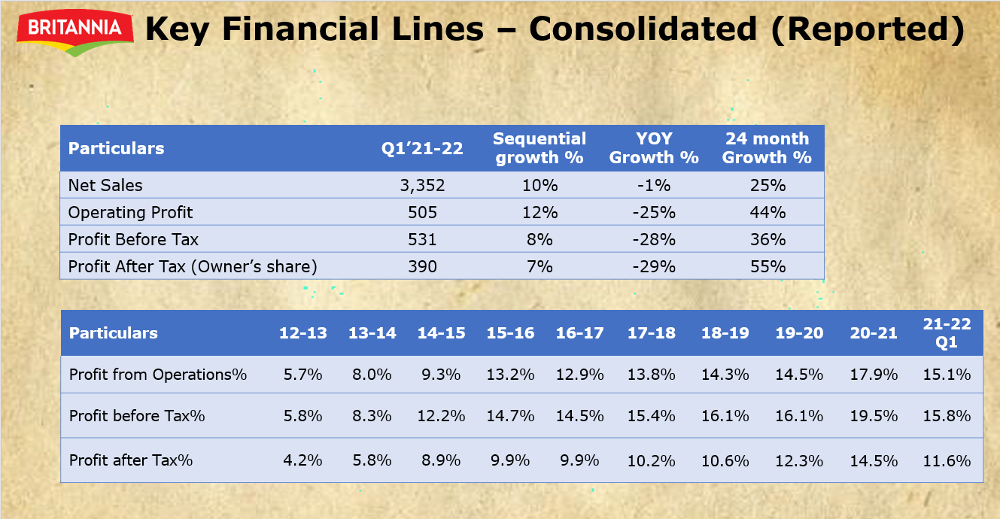 BRITANNIA
Key Financial Lines – Consolidated (Reported)
Particulars Q1’21-22 Sequential growth % YOY Growth % 24 month Growth %
Net Sales 3,352 10% -1% 25%
Operating Profit 505 12% -25% 44%
Profit Before Tax 531 8% -28% 36%
Profit After Tax (Owner’s share) 390 7% -29% 55%
Particulars 12-13 13-14 14-15 15-16 16-17 17-18 18-19 19-20 20-21 21-22 Q1
Profit from Operations% 5.7% 8.0% 9.3% 13.2% 12.9% 13.8% 14.3% 14.5% 17.9% 15.1%
Profit before Tax% 5.8% 8.3% 12.2% 14.7% 14.5% 15.4% 16.1% 16.1% 19.5% 15.8%
Profit after Tax% 4.2% 5.8% 8.9% 9.9% 9.9% 10.2% 10.6% 12.3% 14.5% 11.6%